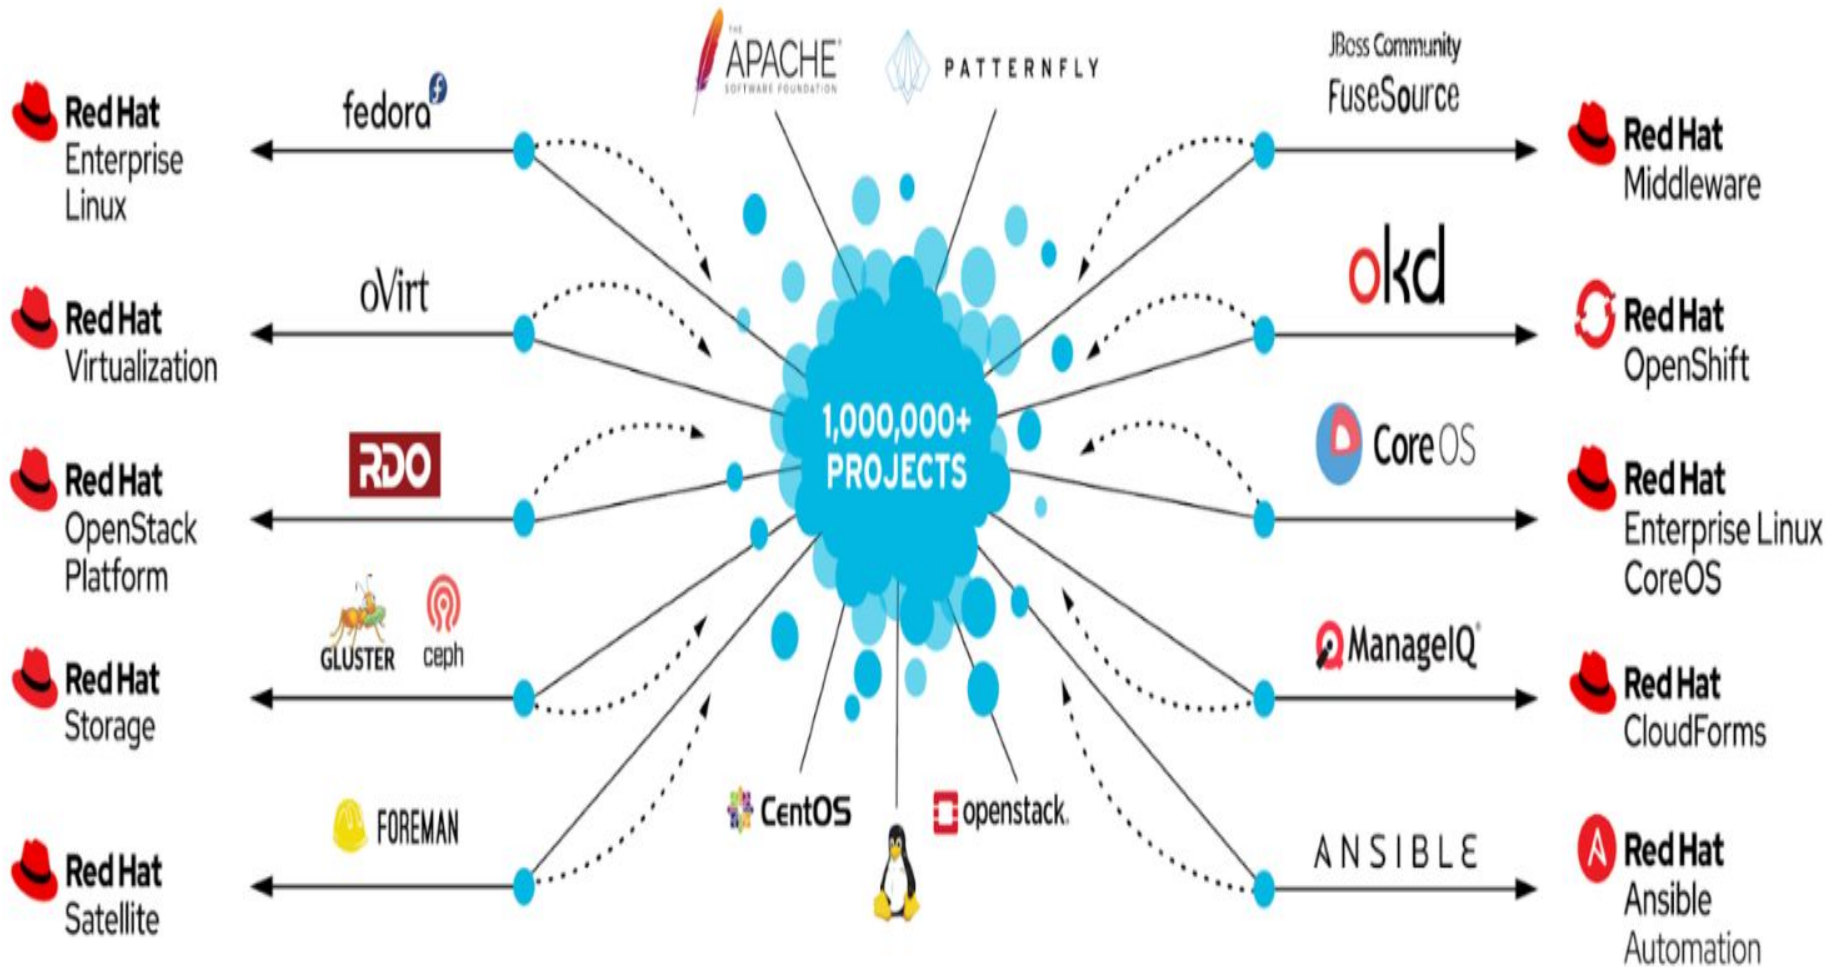 Red Hat
Enterprise
Linux
fedora
THE
APACHE®
SOFTWARE FOUNDATION
PATTERNFLY
JBoss Community
FuseSource
Red Hat
Middleware
Red Hat
Virtualization
oVirt
okd
Red Hat
OpenShift
Red Hat
OpenStack
Platform
RDO
1,000,000+
PROJECTS
Core OS
Red Hat
Enterprise Linux
CoreOS
Red Hat
Storage
GLUSTER
ceph
ManageIQ®
Red Hat
CloudForms
Red Hat
Satellite
FOREMAN
CentOS
openstack.
ANSIBLE
A
Red Hat
Ansible
Automation